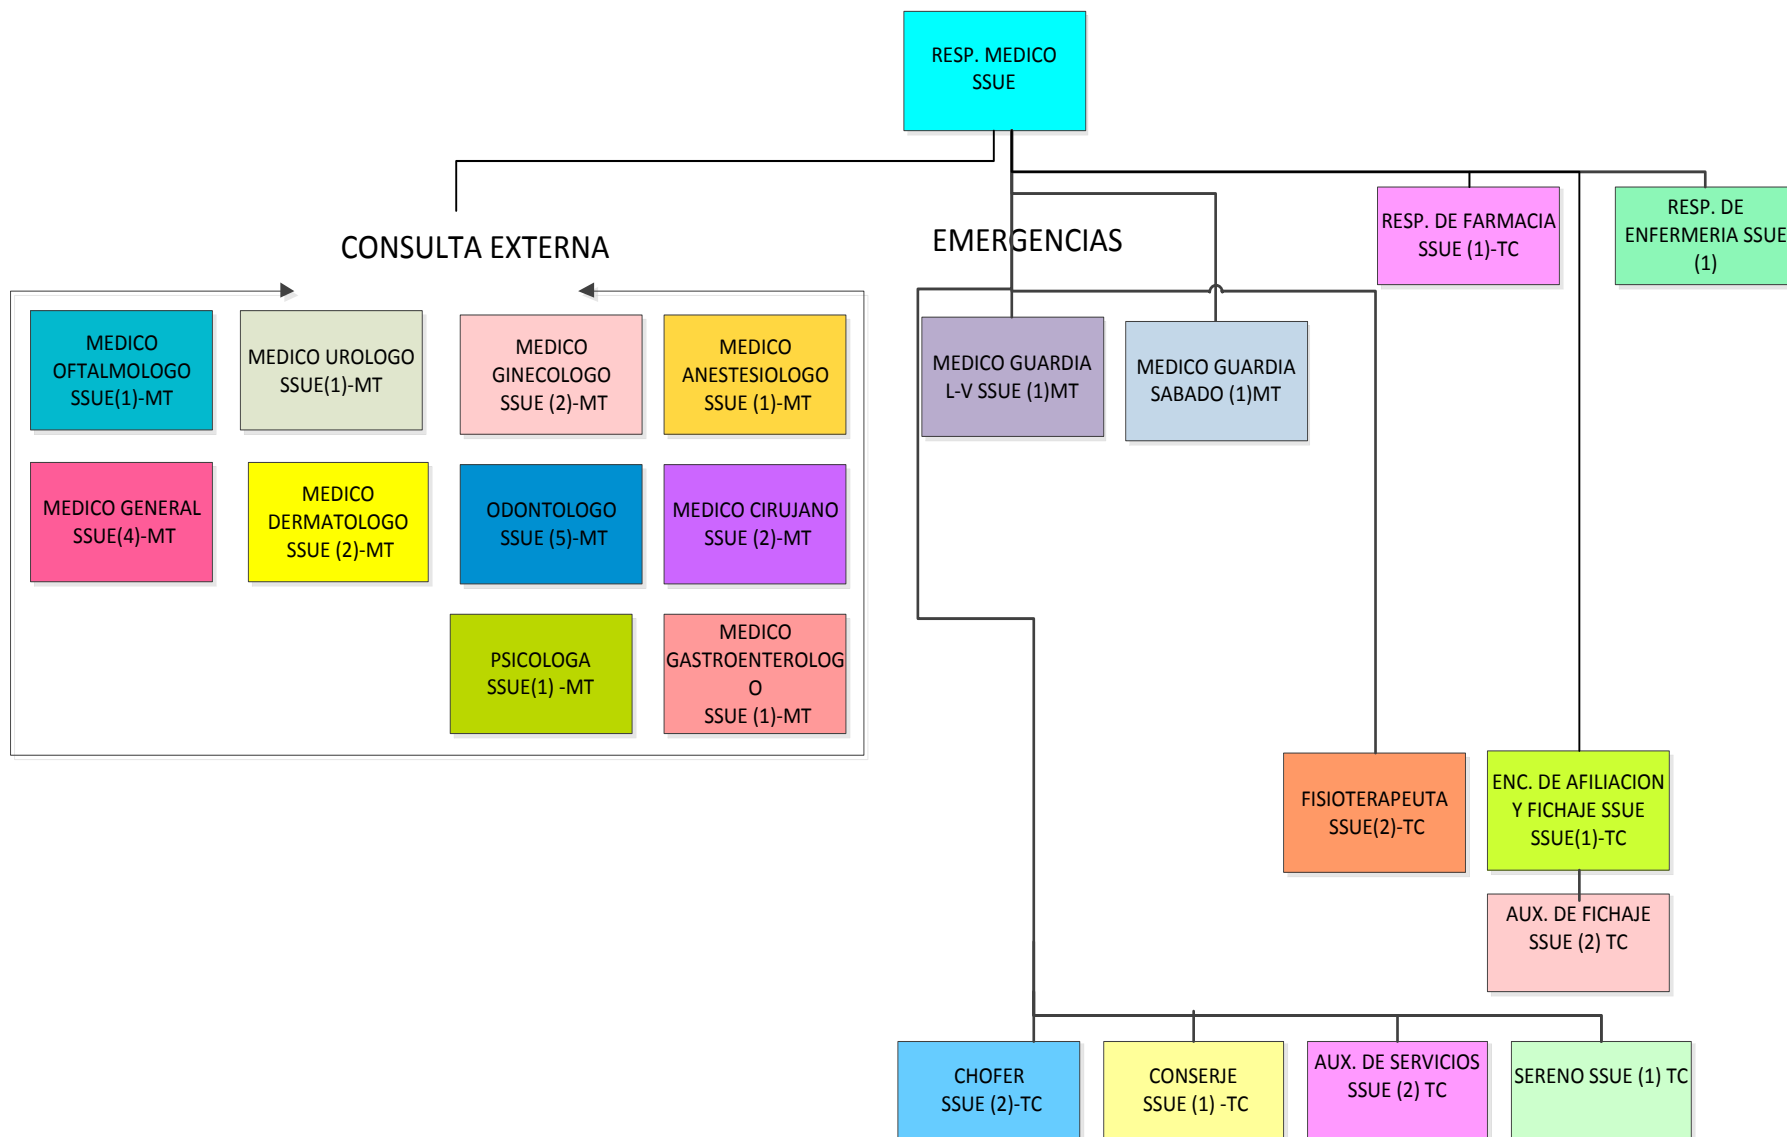 RESP. MEDICO
SSUE
CONSULTA EXTERNA
EMERGENCIAS
RESP. DE FARMACIA
SSUE (1)-TC
RESP. DE
ENFERMERIA SSUE
(1)
MEDICO
OFTALMOLOGO
SSUE(1)-MT
MEDICO UROLOGO
SSUE(1)-MT
MEDICO
GINECOLOGO
SSUE (2)-MT
MEDICO
ANESTESIOLOGO
SSUE (1)-MT
MEDICO GUARDIA
L-V SSUE (1)MT
MEDICO GUARDIA
SABADO (1)MT
MEDICO GENERAL
SSUE(4)-MT
MEDICO
DERMATOLOGO
SSUE (2)-MT
ODONTOLOGO
SSUE (5)-MT
MEDICO CIRUJANO
SSUE (2)-MT
PSICOLOGA
SSUE(1) -MT
MEDICO
GASTROENTEROLOG
O
SSUE (1)-MT
FISIOTERAPEUTA
SSUE(2)-TC
ENC. DE AFILIACION
Y FICHAJE SSUE
SSUE(1)-TC
AUX. DE FICHAJE
SSUE (2) TC
CHOFER
SSUE (2)-TC
CONSERJE
SSUE (1) -TC
AUX. DE SERVICIOS
SSUE (2) TC
SERENO SSUE (1) TC